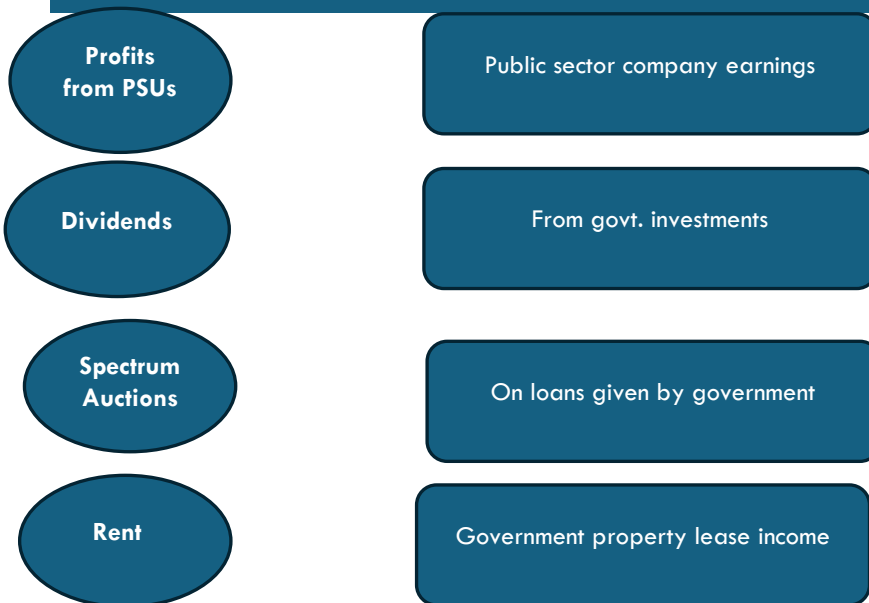 Profits
from PSUs
Public sector company earnings
Dividends
From govt. investments
Spectrum
Auctions
On loans given by government
Rent
Government property lease income